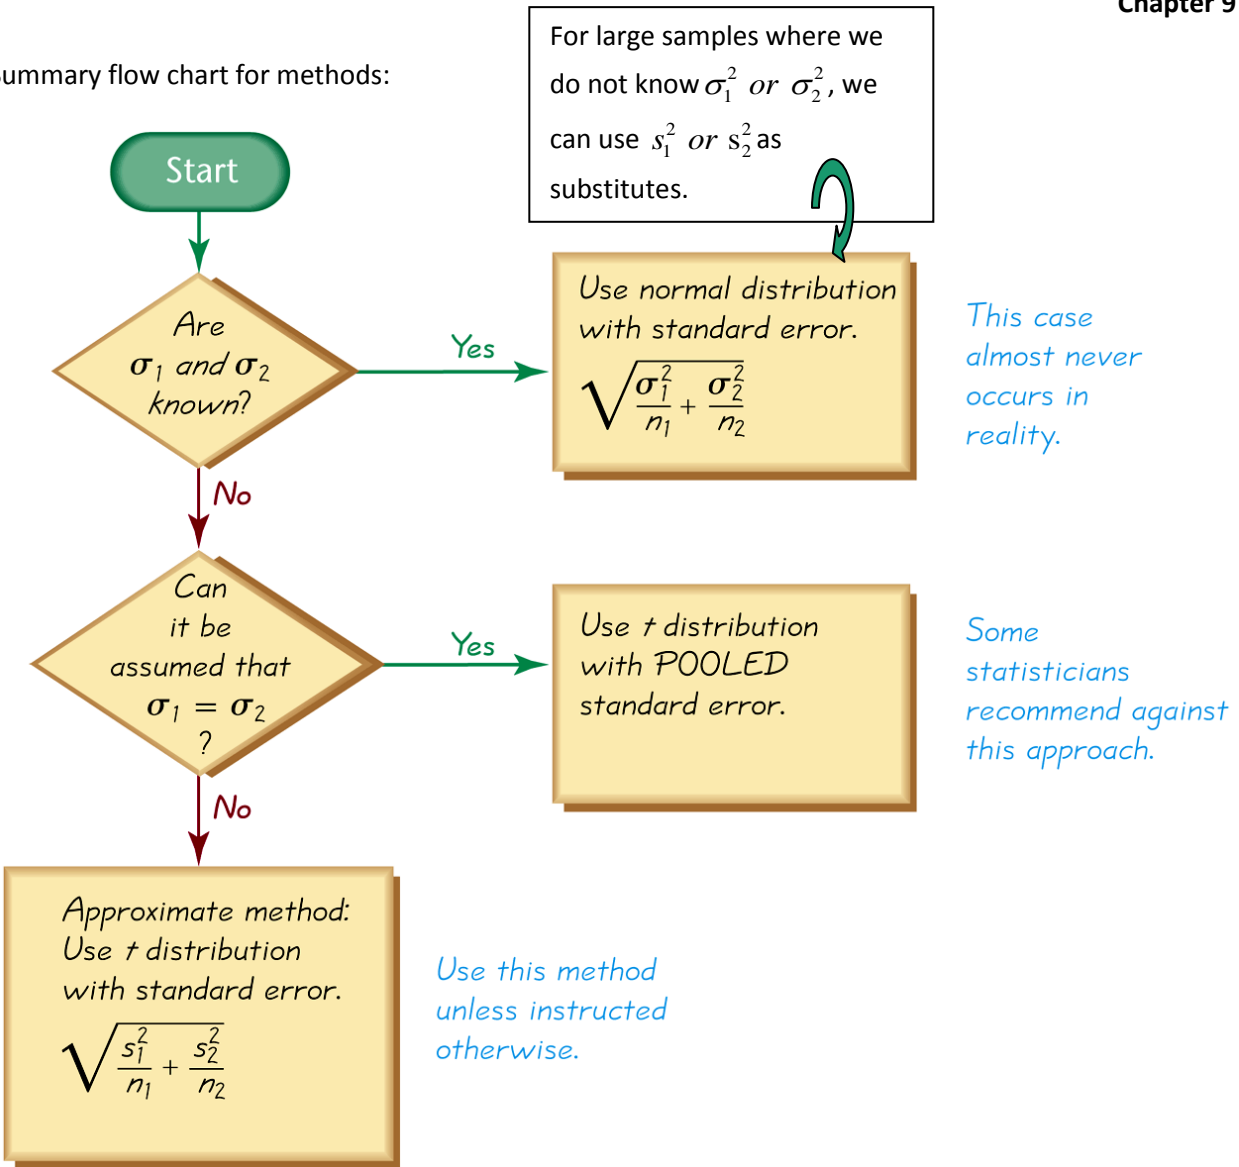 Chapter 9
For large samples where we
do not know σ₁² or σ₂², we
can use s₁² or s₂² as
substitutes.
ummary flow chart for methods:
Start
Are
σ₁ and σ₂
known?
Yes
Use normal distribution
with standard error.
√(σ₁²/n₁ + σ₂²/n₂)
This case
almost never
occurs in
reality.
No
Can
it be
assumed that
σ₁ = σ₂
?
Yes
Use t distribution
with POOLED
standard error.
Some
statisticians
recommend against
this approach.
No
Approximate method:
Use t distribution
with standard error.
√(s₁²/n₁ + s₂²/n₂)
Use this method
unless instructed
otherwise.